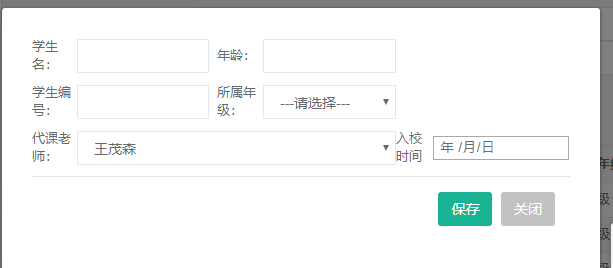 学生名：
年龄：
学生编号：
所属年级：
---请选择---
代课老师：
王茂森
入校时间
年 /月/日
保存
关闭
级
级